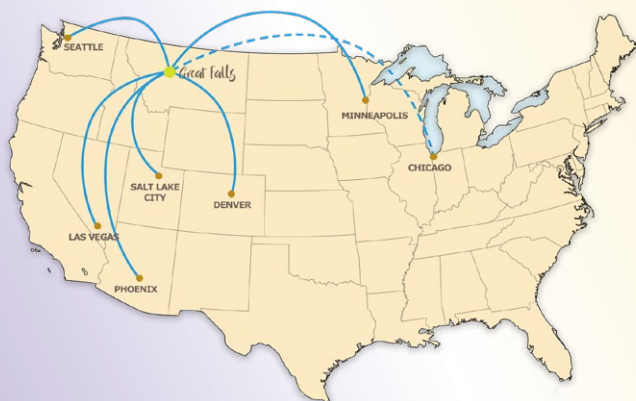 SEATTLE
Great Falls
MINNEAPOLIS
CHICAGO
SALT LAKE
CITY
DENVER
LAS VEGAS
PHOENIX